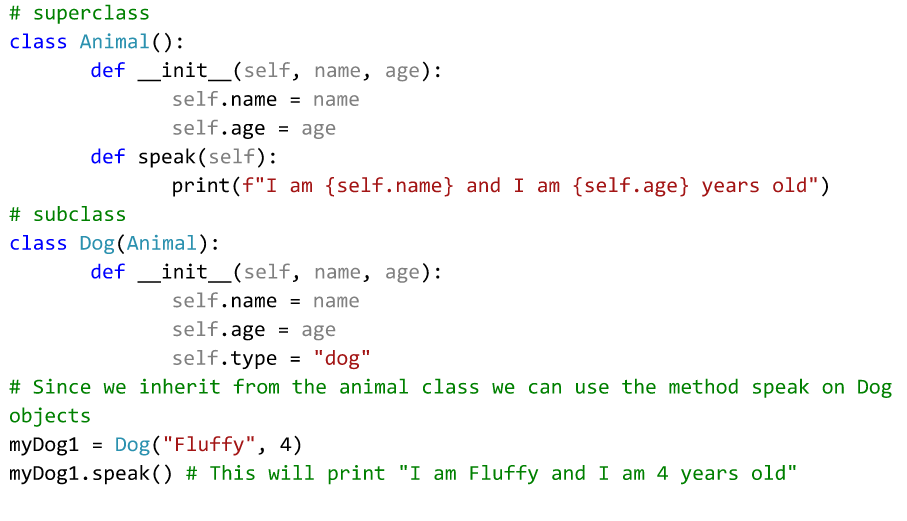 # superclass
class Animal():
def __init__(self, name, age):
self.name = name
self.age = age
def speak(self):
print(f"I am {self.name} and I am {self.age} years old")
# subclass
class Dog(Animal):
def __init__(self, name, age):
self.name = name
self.age = age
self.type = "dog"
# Since we inherit from the animal class we can use the method speak on Dog
objects
myDog1 = Dog("Fluffy", 4)
myDog1.speak() # This will print "I am Fluffy and I am 4 years old"